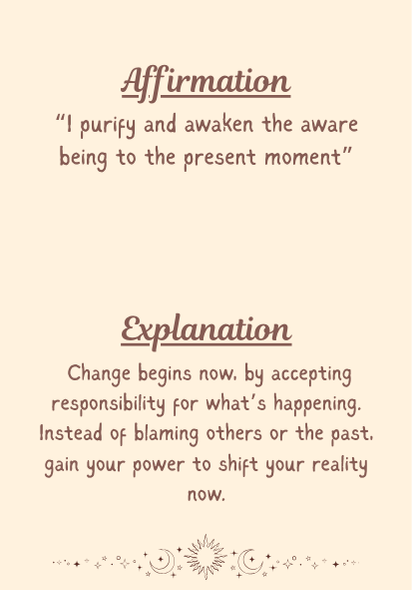 Affirmation
“I purify and awaken the aware
being to the present moment”
Explanation
Change begins now, by accepting
responsibility for what’s happening.
Instead of blaming others or the past,
gain your power to shift your reality
now.